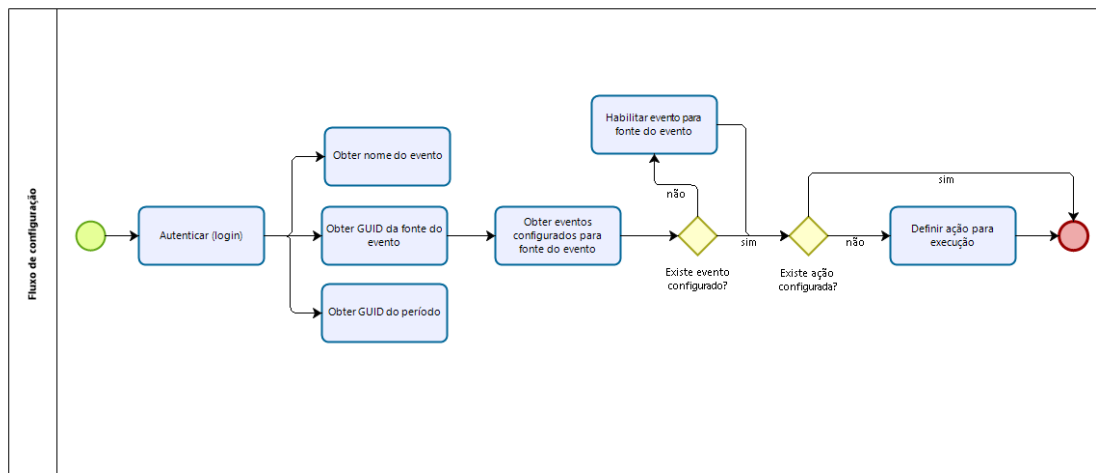 Fluxo de configuração
Autenticar (login)
Obter nome do evento
Obter GUID da fonte do
evento
Obter GUID do período
Obter eventos
configurados para
fonte do evento
Habilitar evento para
fonte do evento
não
Existe evento
configurado?
sim
Existe ação
configurada?
sim
não
Definir ação para
execução